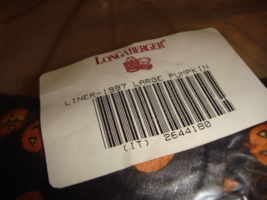 LONGABERGER
LINER-1997 LARGE PUMPKIN
(IT) 2E44180